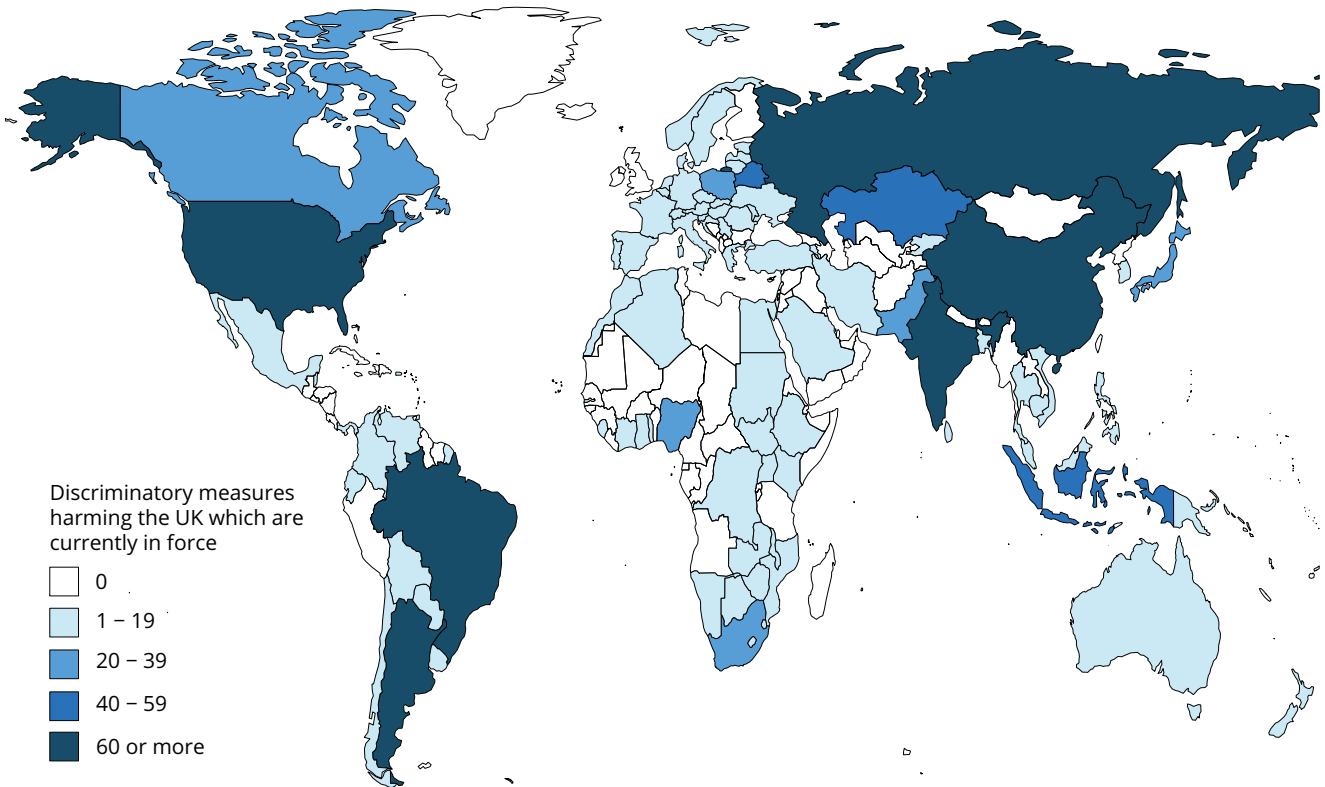 Discriminatory measures
harming the UK which are
currently in force
0
1 – 19
20 – 39
40 – 59
60 or more